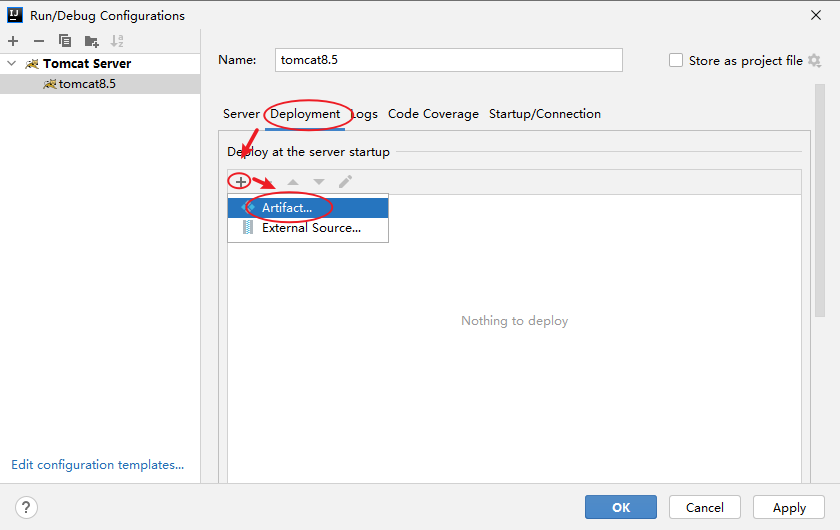 IJ Run/Debug Configurations
Tomcat Server
tomcat8.5
Name: tomcat8.5 Store as project file
Server Deployment Logs Code Coverage Startup/Connection
Deploy at the server startup
Artifact...
External Source...
Nothing to deploy
Edit configuration templates...
? OK Cancel Apply